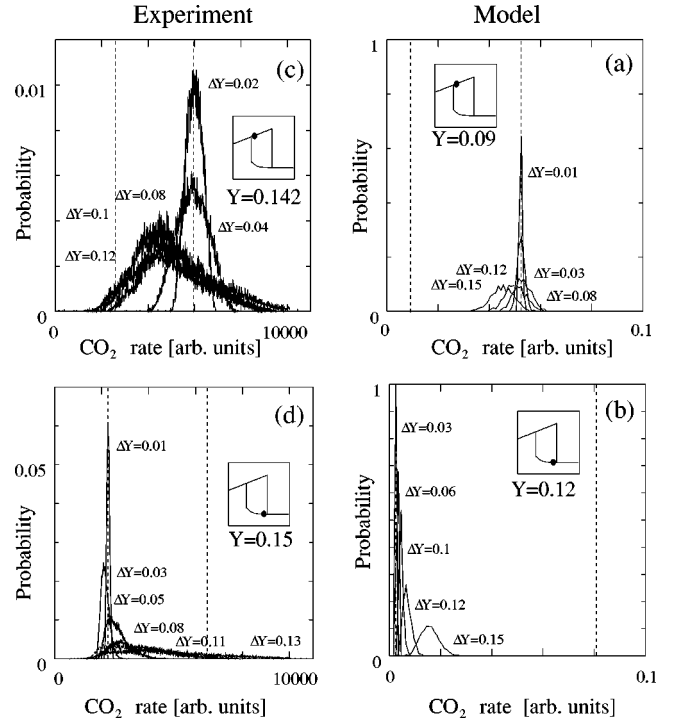 Experiment
Model
(c)
0.01
ΔY=0.02
Y=0.142
ΔY=0.08
ΔY=0.1
ΔY=0.04
ΔY=0.12
Probability
0
0
10000
CO2 rate [arb. units]
1
(a)
Y=0.09
ΔY=0.01
ΔY=0.12
ΔY=0.03
ΔY=0.15
ΔY=0.08
Probability
0
0
0.1
CO2 rate [arb. units]
(d)
ΔY=0.01
0.05
Y=0.15
ΔY=0.03
ΔY=0.05
ΔY=0.08
ΔY=0.11
ΔY=0.13
Probability
0
0
10000
CO2 rate [arb. units]
1
(b)
ΔY=0.03
Y=0.12
ΔY=0.06
ΔY=0.1
ΔY=0.12
ΔY=0.15
Probability
0
0
0.1
CO2 rate [arb. units]